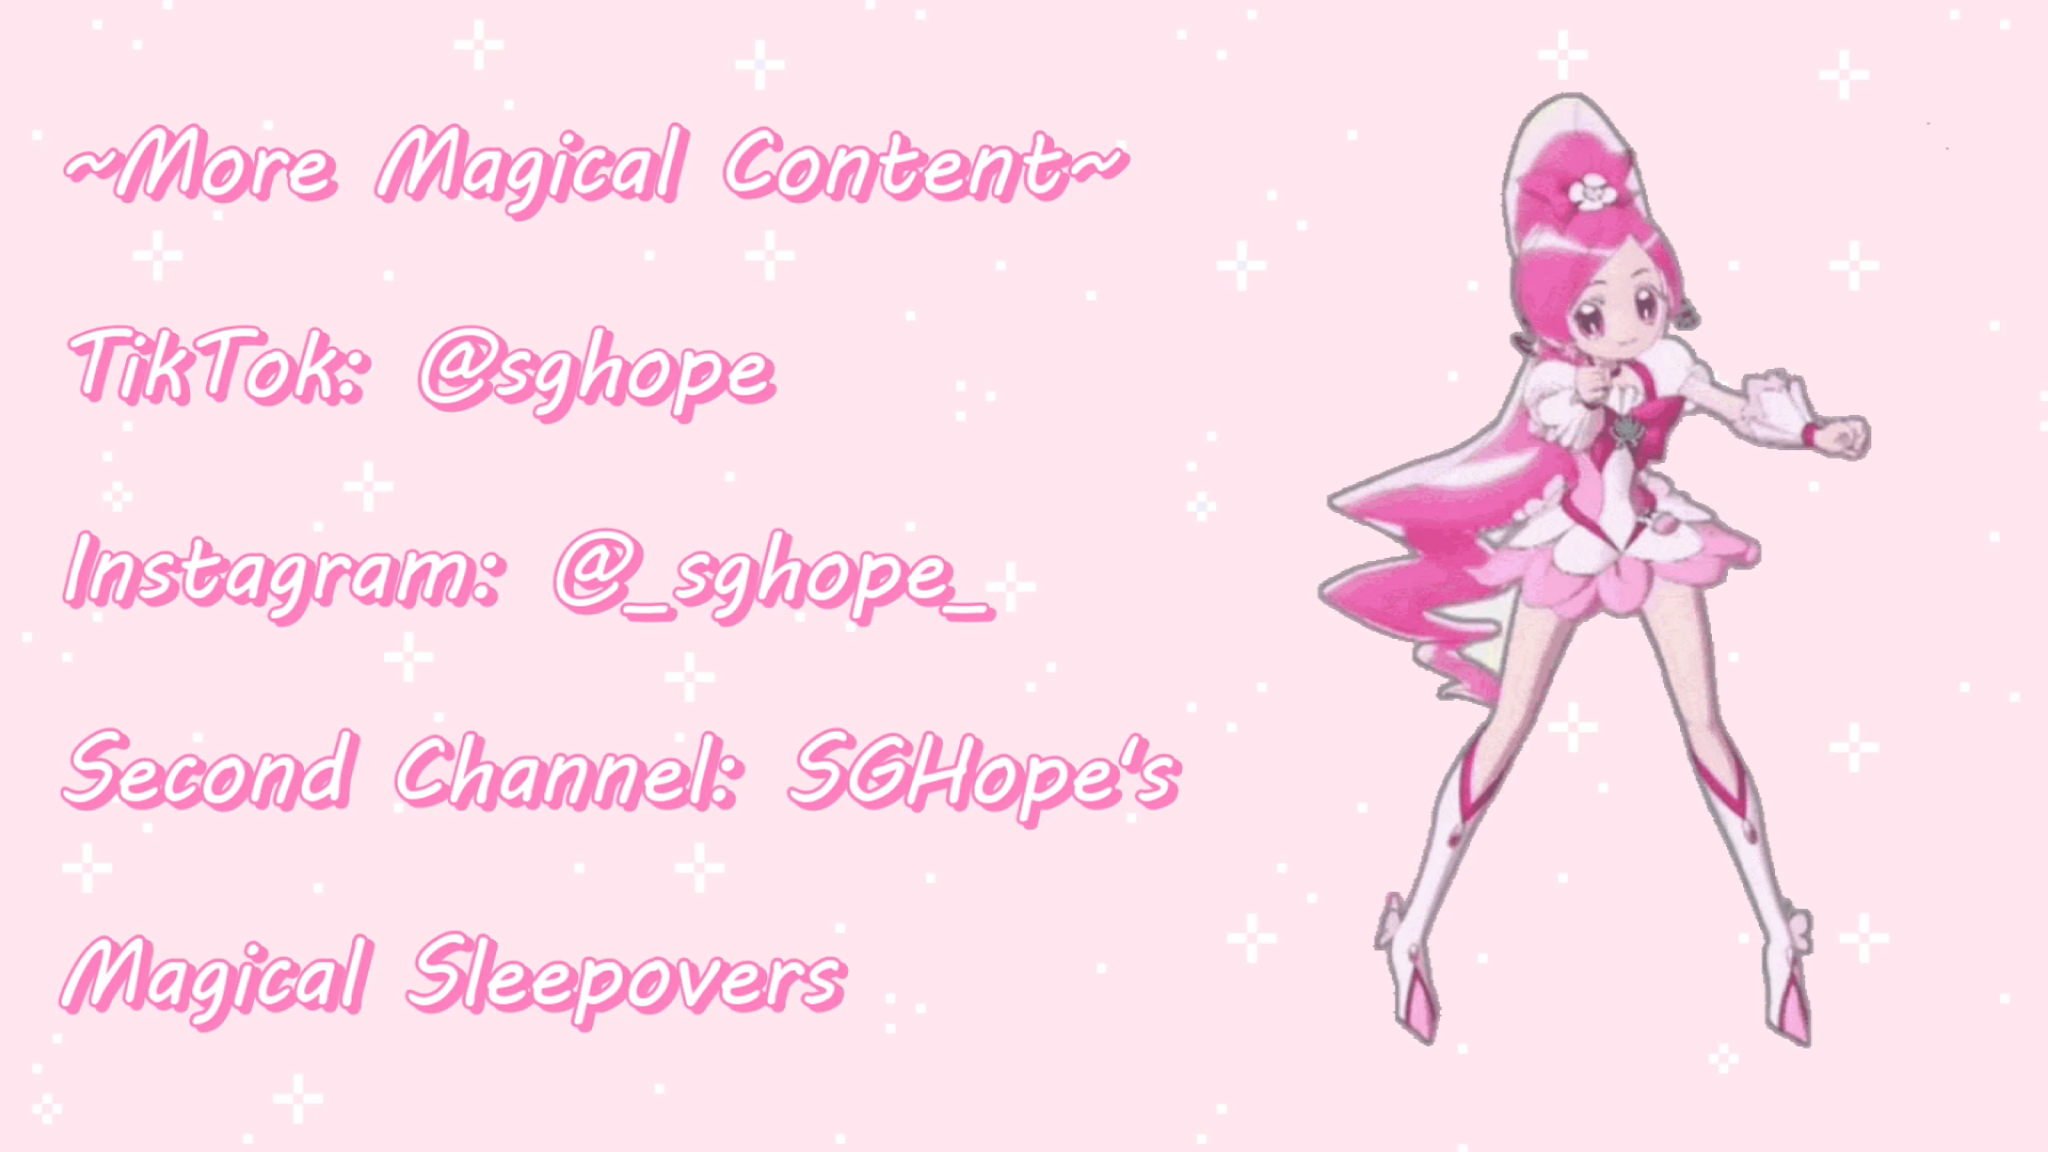 ~More Magical Content~
TikTok: @sghope
Instagram: @_sghope_
Second Channel: SGHope's
Magical Sleepovers